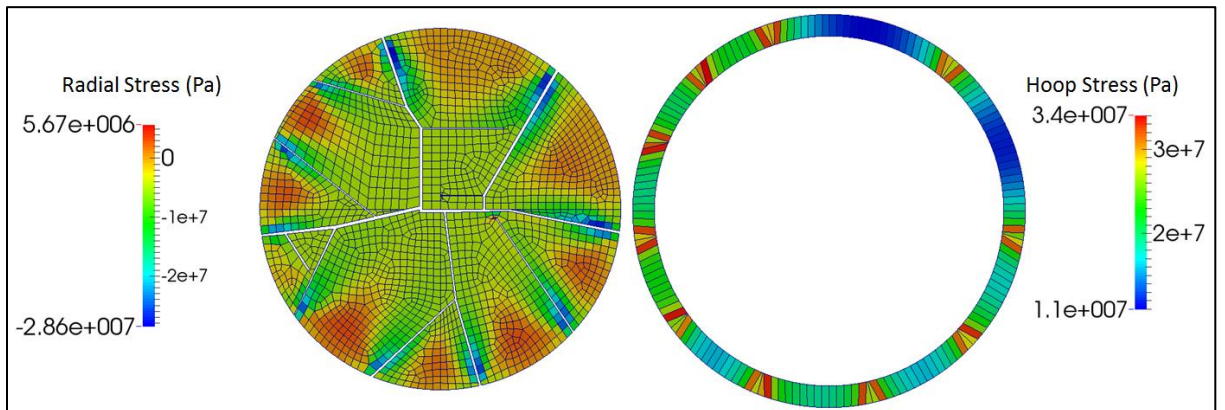 Radial Stress (Pa)
5.67e+006
0
-1e+7
-2e+7
-2.86e+007
Hoop Stress (Pa)
3.4e+007
3e+7
2e+7
1.1e+007